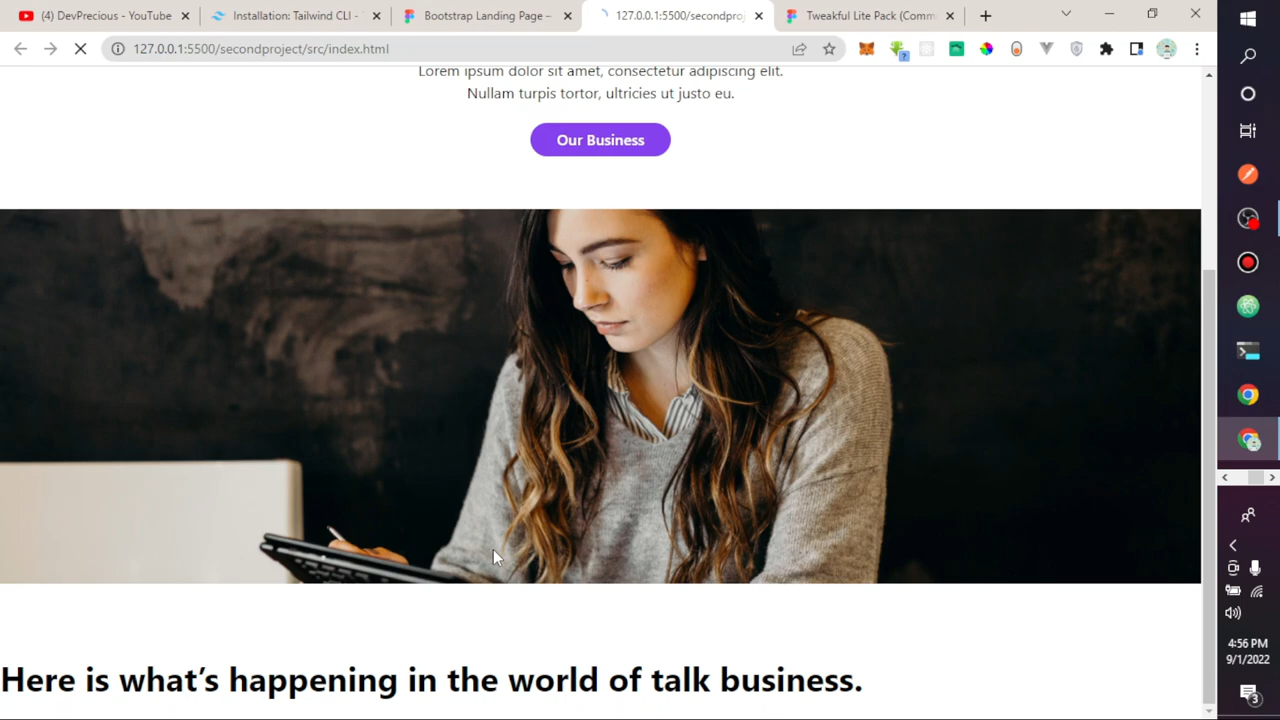 (4) DevPrecious - YouTube
Installation: Tailwind CLI -
Bootstrap Landing Page –
127.0.0.1:5500/secondproj
Tweakful Lite Pack (Comm
127.0.0.1:5500/secondproject/src/index.html
Lorem ipsum dolor sit amet, consectetur adipiscing elit.
Nullam turpis tortor, ultricies ut justo eu.
Our Business
Here is what’s happening in the world of talk business.
4:56 PM
9/1/2022
3